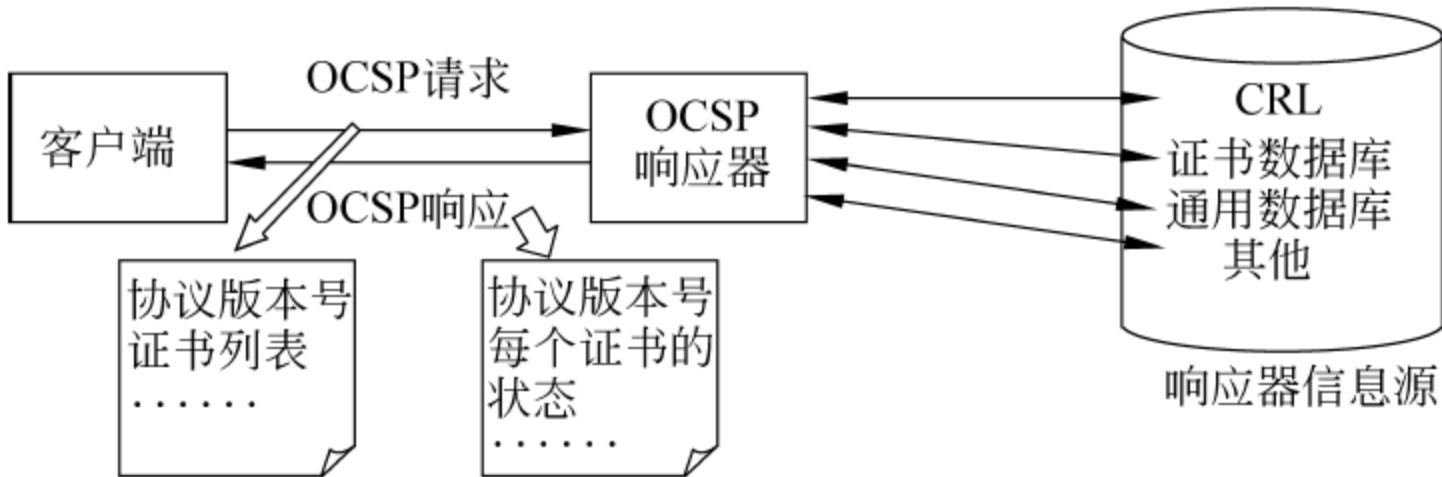 OCSP请求
客户端
OCSP
响应器
OCSP响应
CRL
证书数据库
通用数据库
其他
响应器信息源
协议版本号
证书列表
······
协议版本号
每个证书的
状态
······